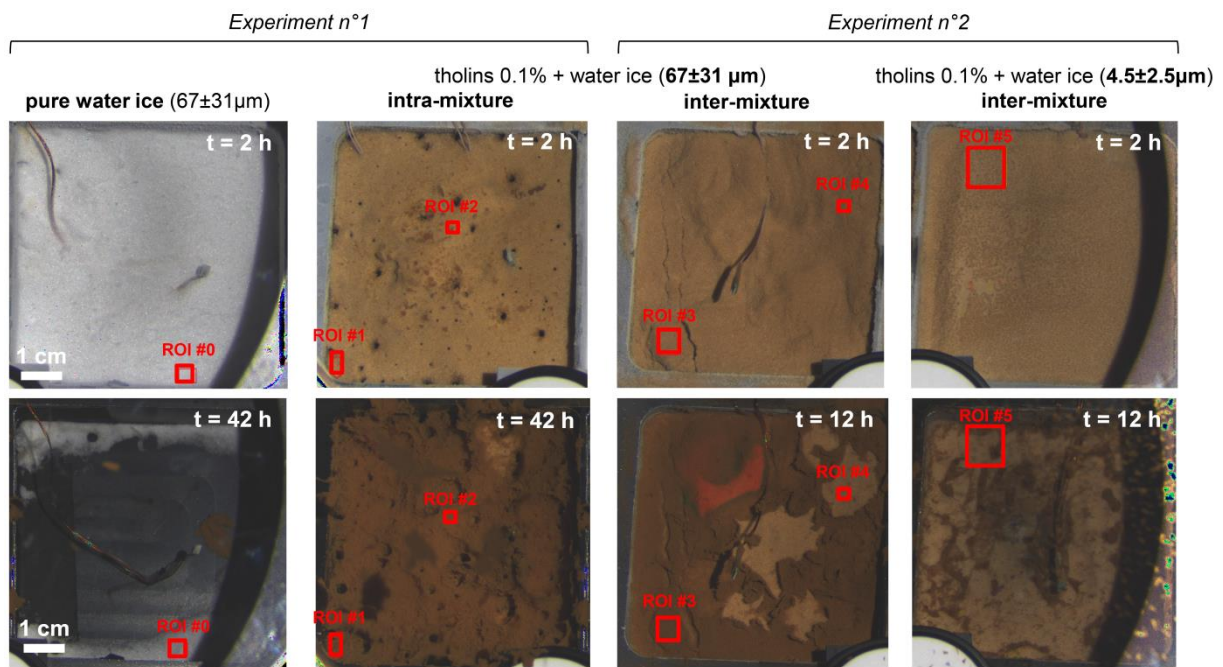 Experiment n°1
Experiment n°2
tholins 0.1% + water ice (67±31 µm)
tholins 0.1% + water ice (4.5±2.5µm)
pure water ice (67±31µm)
intra-mixture
inter-mixture
inter-mixture
t = 2 h
ROI #0
1 cm
t = 2 h
ROI #2
ROI #1
t = 2 h
ROI #4
ROI #3
t = 2 h
ROI #5
t = 42 h
ROI #0
1 cm
t = 42 h
ROI #2
ROI #1
t = 12 h
ROI #4
ROI #3
t = 12 h
ROI #5